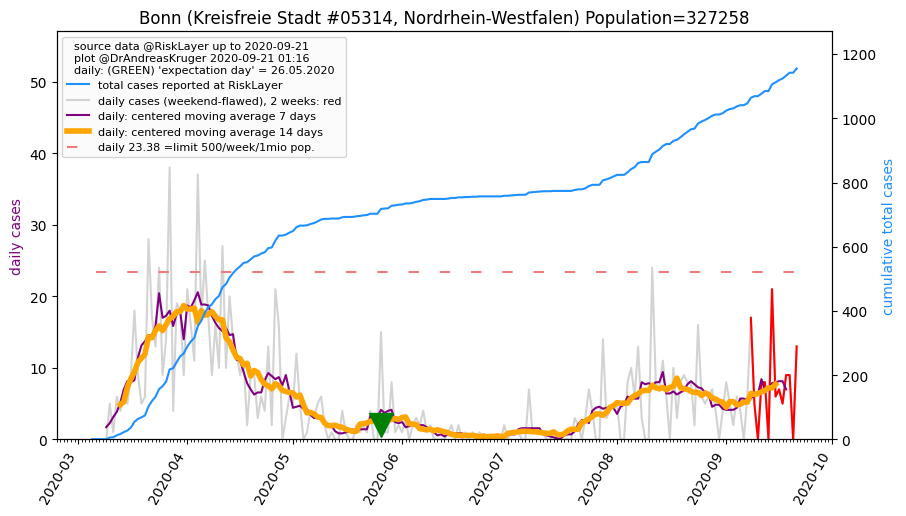 Bonn (Kreisfreie Stadt #05314, Nordrhein-Westfalen) Population=327258
source data @RiskLayer up to 2020-09-21
plot @DrAndreasKruger 2020-09-21 01:16
daily: (GREEN) 'expectation day' = 26.05.2020
total cases reported at RiskLayer
daily cases (weekend-flawed), 2 weeks: red
daily: centered moving average 7 days
daily: centered moving average 14 days
daily 23.38 =limit 500/week/1mio pop.
daily cases
50
40
30
20
10
0
1200
1000
800
600
400
200
0
cumulative total cases
2020-03
2020-04
2020-05
2020-06
2020-07
2020-08
2020-09
2020-10